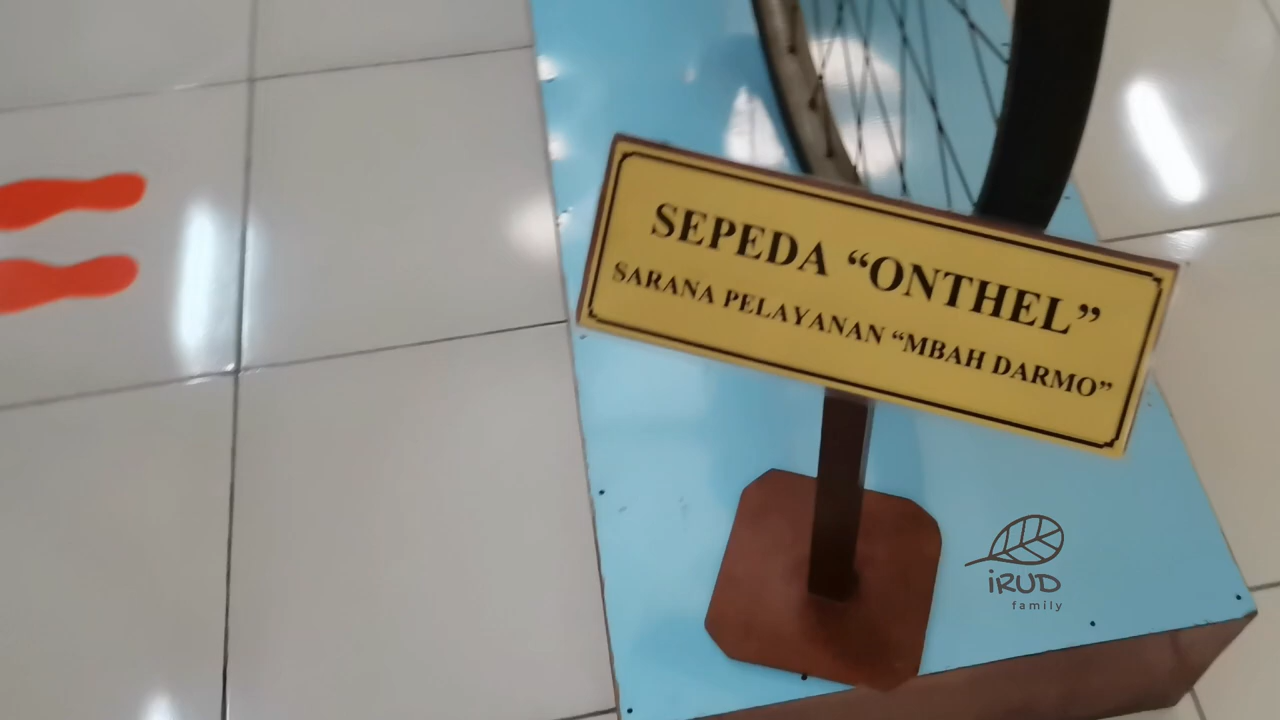 SEPEDA “ONTHEL”
SARANA PELAYANAN “MBAH DARMO”
iRUD
family